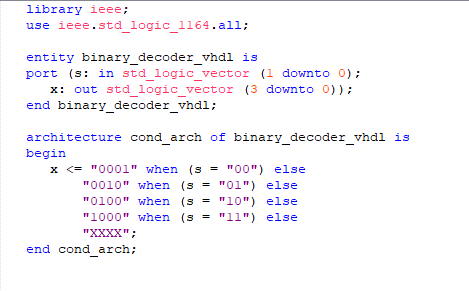 library ieee;
use ieee.std_logic_1164.all;
entity binary_decoder_vhdl is
port (s: in std_logic_vector (1 downto 0);
x: out std_logic_vector (3 downto 0));
end binary_decoder_vhdl;
architecture cond_arch of binary_decoder_vhdl is
begin
x <= "0001" when (s = "00") else
"0010" when (s = "01") else
"0100" when (s = "10") else
"1000" when (s = "11") else
"XXXX";
end cond_arch;